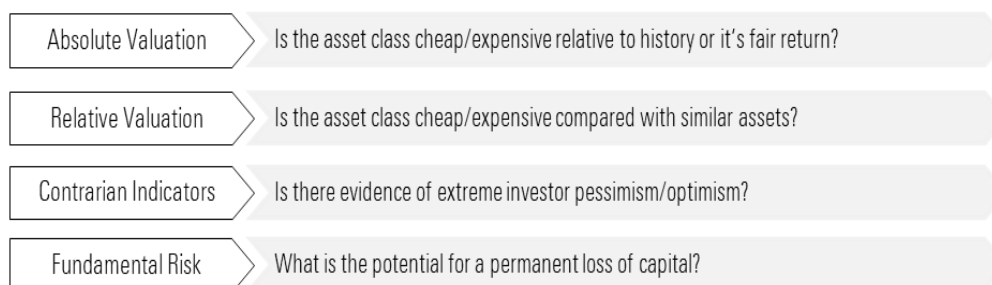 Absolute Valuation Is the asset class cheap/expensive relative to history or it's fair return?
Relative Valuation Is the asset class cheap/expensive compared with similar assets?
Contrarian Indicators Is there evidence of extreme investor pessimism/optimism?
Fundamental Risk What is the potential for a permanent loss of capital?